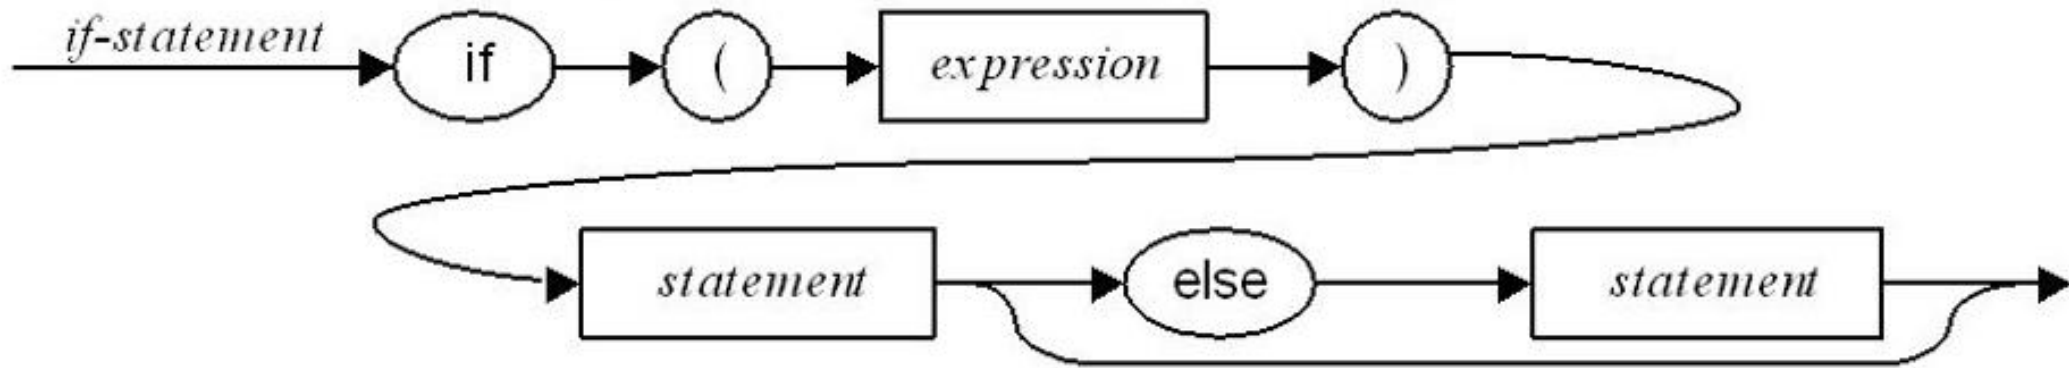 if-statement if ( expression )
statement else statement